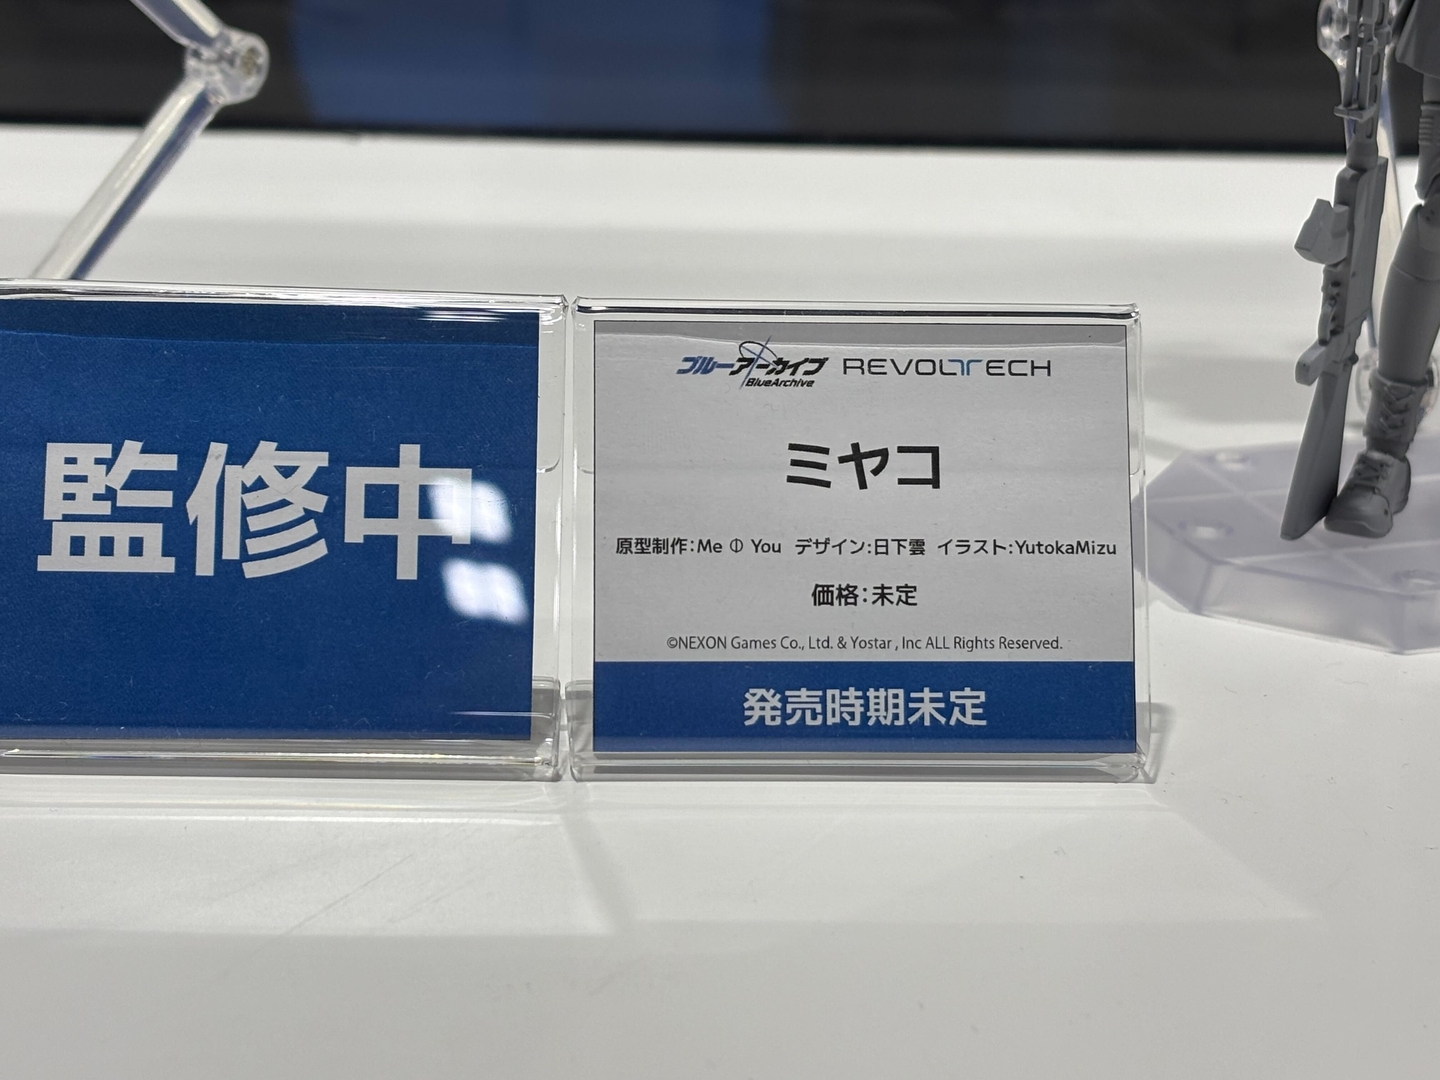 監修中
ブルーアーカイブ
BlueArchive
REVOLTECH
ミヤコ
原型制作:Me Φ You デザイン:日下雲 イラスト:YutokaMizu
価格:未定
©NEXON Games Co., Ltd. & Yostar , Inc ALL Rights Reserved.
発売時期未定